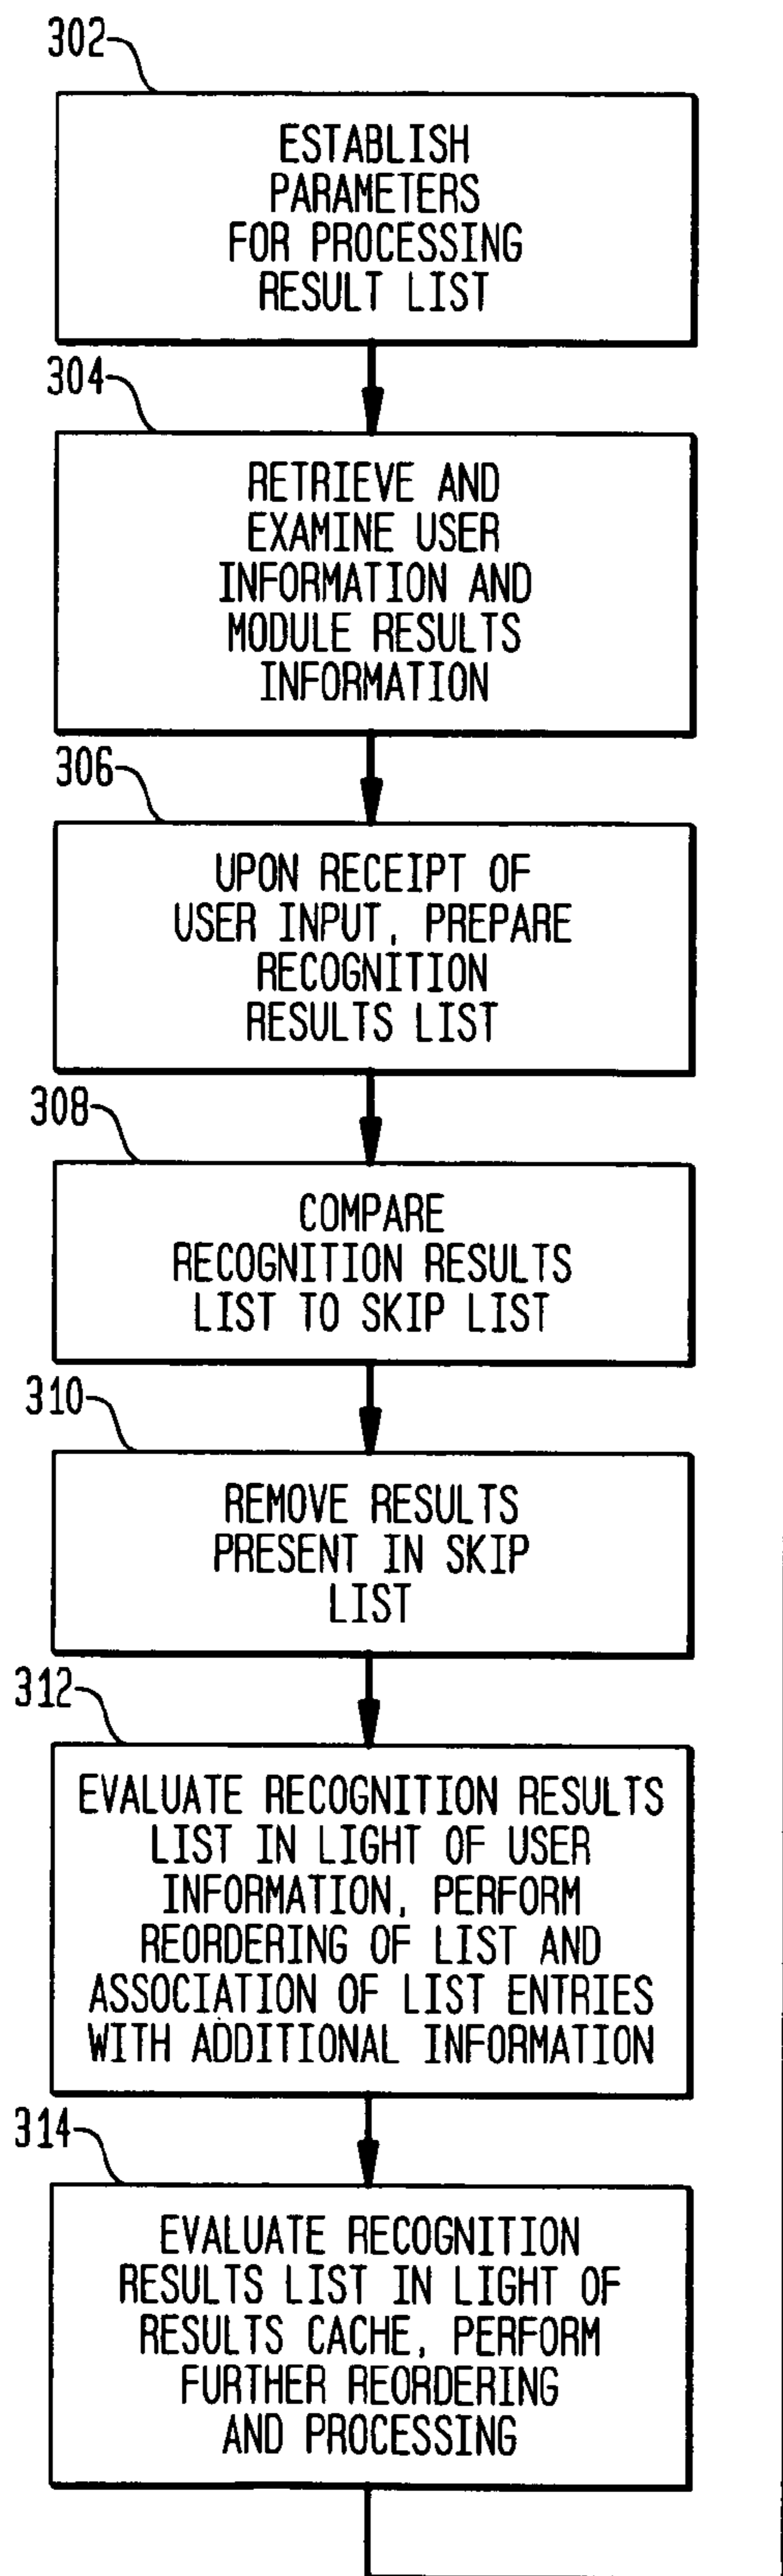 302
ESTABLISH
PARAMETERS
FOR PROCESSING
RESULT LIST
304
RETRIEVE AND
EXAMINE USER
INFORMATION AND
MODULE RESULTS
INFORMATION
306
UPON RECEIPT OF
USER INPUT, PREPARE
RECOGNITION
RESULTS LIST
308
COMPARE
RECOGNITION RESULTS
LIST TO SKIP LIST
310
REMOVE RESULTS
PRESENT IN SKIP
LIST
312
EVALUATE RECOGNITION RESULTS
LIST IN LIGHT OF USER
INFORMATION, PERFORM
REORDERING OF LIST AND
ASSOCIATION OF LIST ENTRIES
WITH ADDITIONAL INFORMATION
314
EVALUATE RECOGNITION
RESULTS LIST IN LIGHT OF
RESULTS CACHE, PERFORM
FURTHER REORDERING
AND PROCESSING